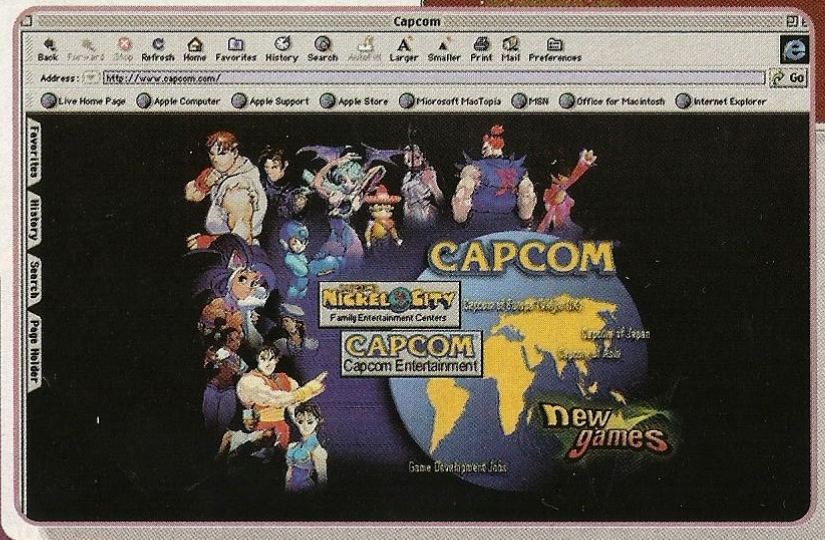 Capcom
Back Forward Stop Refresh Home Favorites History Search AutoFill Larger Smaller Print Mail Preferences
Address: http://www.capcom.com/ Go
Live Home Page Apple Computer Apple Support Apple Store Microsoft MacTopia MSN Office for Macintosh Internet Explorer
Favorites
History
Search
Page Holder
CAPCOM
NICKEL CITY
Family Entertainment Centers
Capcom of Europe
Capcom of Japan
CAPCOM
Capcom Entertainment
Capcom of Asia
new games
Game Development Jobs